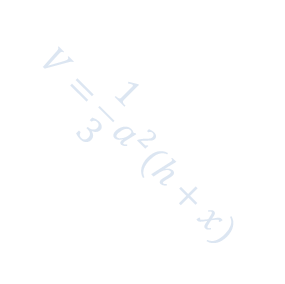 V = \frac{1}{3} a^2 (h + x)